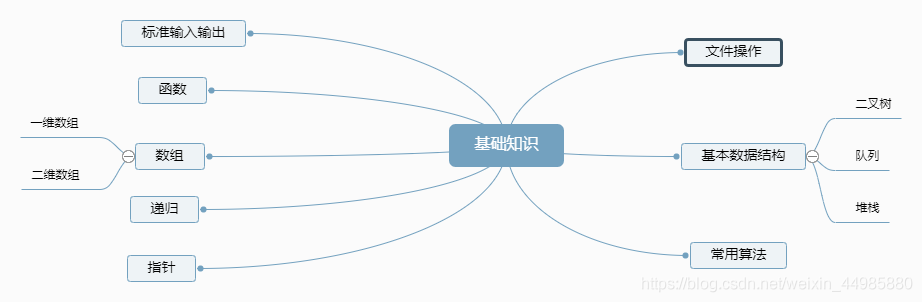 基础知识
标准输入输出
函数
数组
一维数组
二维数组
递归
指针
文件操作
基本数据结构
二叉树
队列
堆栈
常用算法
https://blog.csdn.net/weixin_44985880